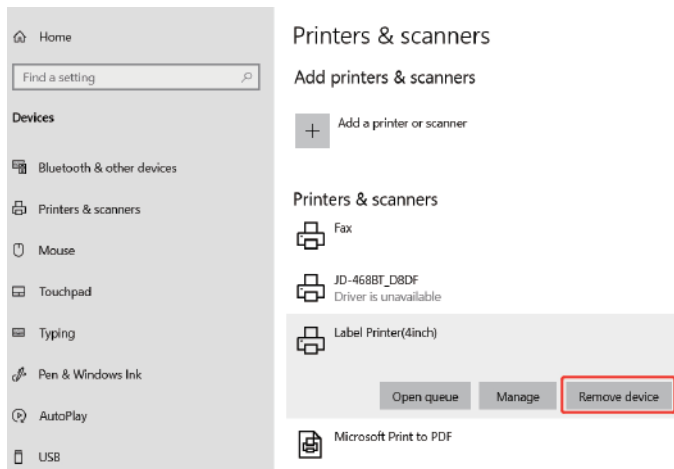 Home
Find a setting
Devices
Bluetooth & other devices
Printers & scanners
Mouse
Touchpad
Typing
Pen & Windows Ink
AutoPlay
USB
Printers & scanners
Add printers & scanners
Add a printer or scanner
Printers & scanners
Fax
JD-468BT_D8DF
Driver is unavailable
Label Printer(4inch)
Open queue
Manage
Remove device
Microsoft Print to PDF